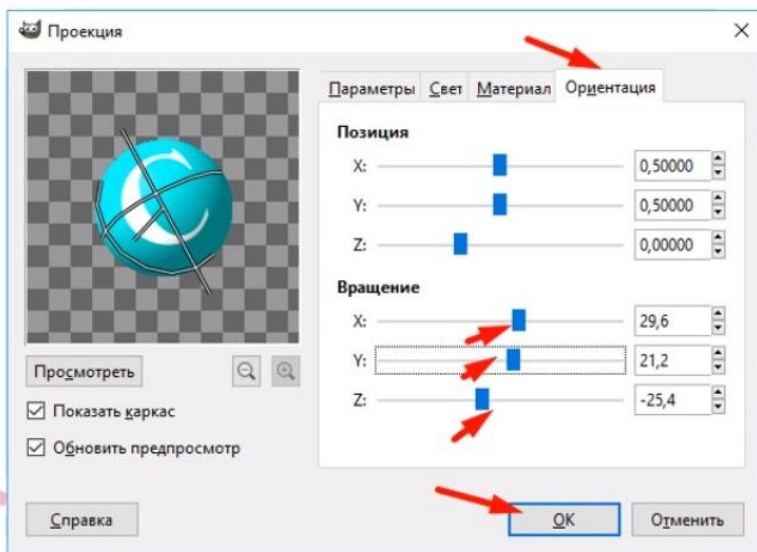 Проекция
Параметры Свет Материал Ориентация
Позиция
X: 0,50000
Y: 0,50000
Z: 0,00000
Вращение
X: 29,6
Y: 21,2
Z: -25,4
C
Просмотреть
Показать каркас
Обновить предпросмотр
Справка
OK
Отменить